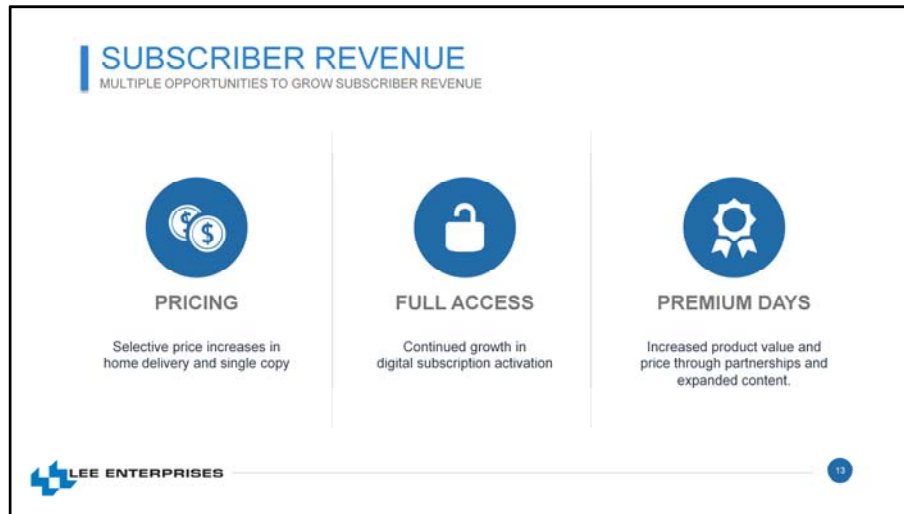 SUBSCRIBER REVENUE
MULTIPLE OPPORTUNITIES TO GROW SUBSCRIBER REVENUE
$ $
PRICING
Selective price increases in
home delivery and single copy
FULL ACCESS
Continued growth in
digital subscription activation
PREMIUM DAYS
Increased product value and
price through partnerships and
expanded content.
LEE ENTERPRISES
13